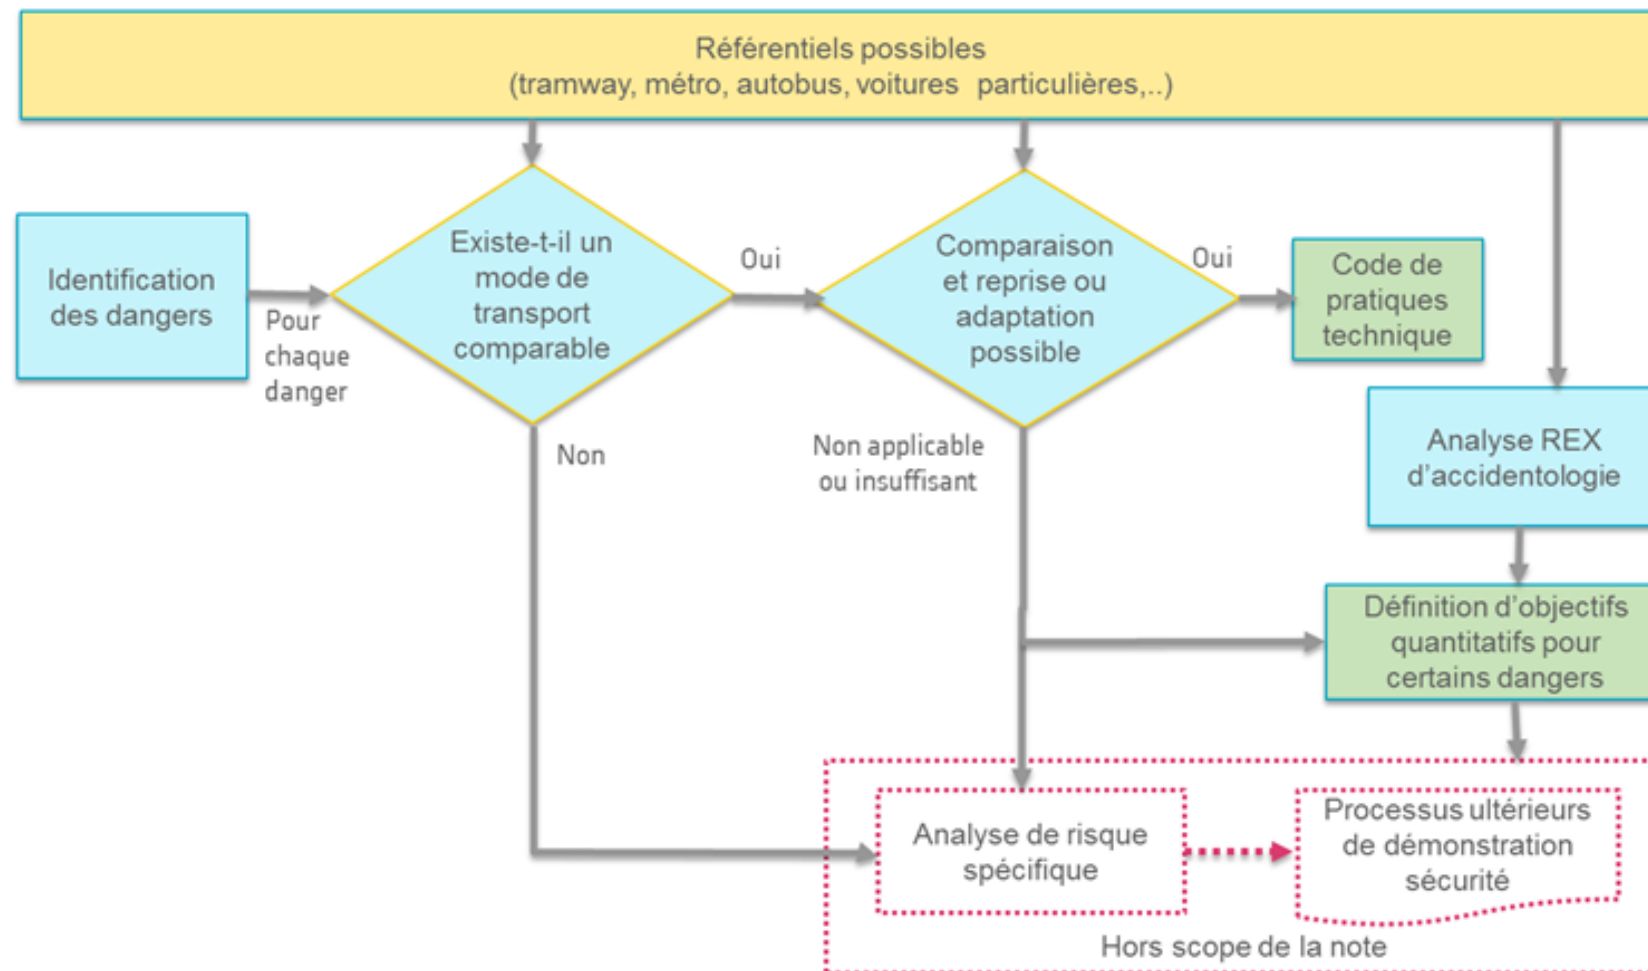 Référentiels possibles
(tramway, métro, autobus, voitures particulières,..)
Identification
des dangers
Pour
chaque
danger
Existe-t-il un
mode de
transport
comparable
Oui
Non
Comparaison
et reprise ou
adaptation
possible
Oui
Non applicable
ou insuffisant
Code de
pratiques
technique
Analyse REX
d'accidentologie
Définition d'objectifs
quantitatifs pour
certains dangers
Analyse de risque
spécifique
Processus ultérieurs
de démonstration
sécurité
Hors scope de la note